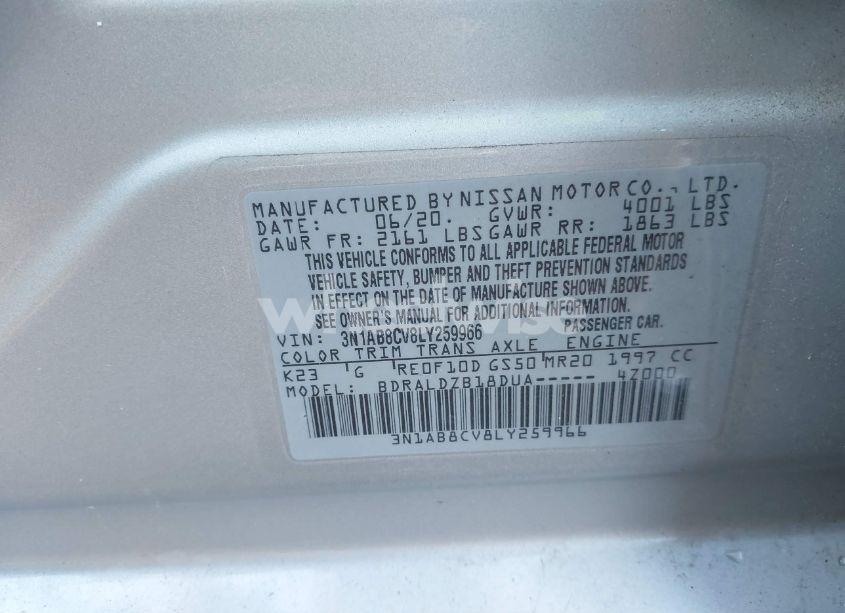 MANUFACTURED BY NISSAN MOTOR CO., LTD.
DATE: 06/20. GVWR: 4001 LBS
GAWR FR: 2161 LBS GAWR RR: 1863 LBS
THIS VEHICLE CONFORMS TO ALL APPLICABLE FEDERAL MOTOR
VEHICLE SAFETY, BUMPER AND THEFT PREVENTION STANDARDS
IN EFFECT ON THE DATE OF MANUFACTURE SHOWN ABOVE.
SEE OWNER'S MANUAL FOR ADDITIONAL INFORMATION.
VIN: 3N1AB8CV8LY259966 PASSENGER CAR.
COLOR TRIM TRANS AXLE ENGINE
K23 G RE0F10D GS50 MR20 1997 CC
MODEL: BDRALDZB18DUA----- 4Z000
3N1AB8CV8LY259966